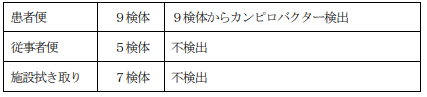 患者便 ９検体 ９検体からカンピロバクター検出
従事者便 ５検体 不検出
施設拭き取り ７検体 不検出